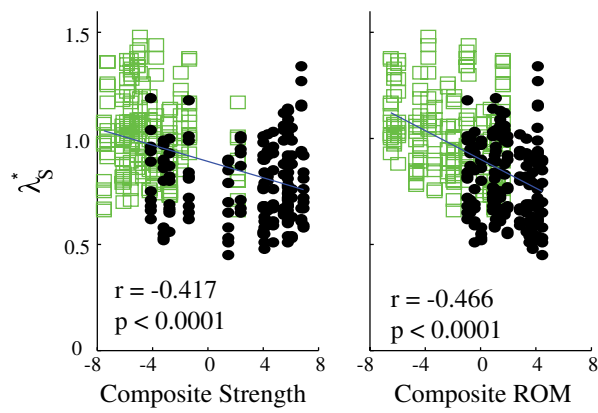 1.5
1.0
0.5
0
λ*S
r = -0.417
p < 0.0001
-8 -4 0 4 8
Composite Strength
r = -0.466
p < 0.0001
-8 -4 0 4 8
Composite ROM